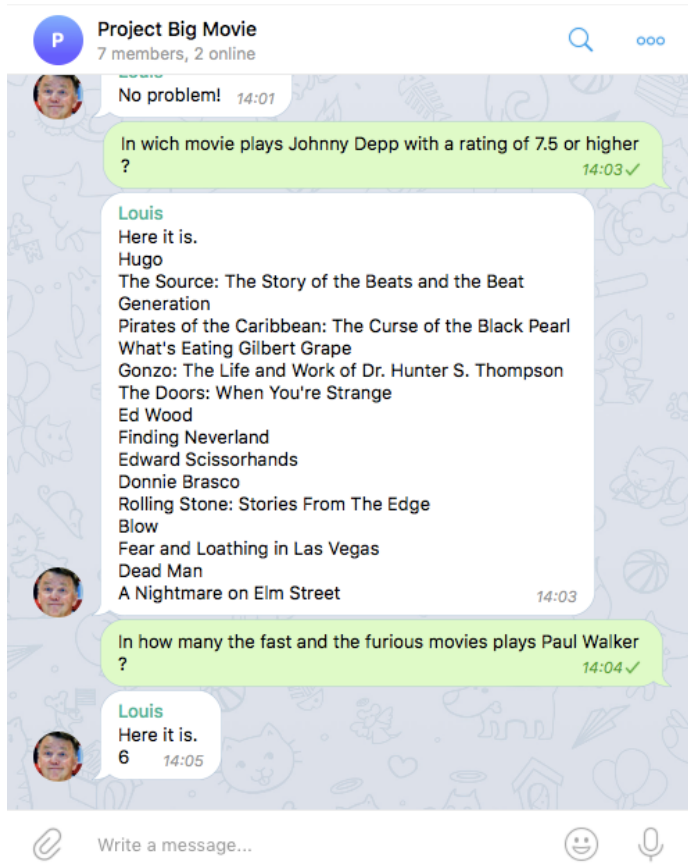 P
Project Big Movie
7 members, 2 online
Louis
No problem! 14:01
In wich movie plays Johnny Depp with a rating of 7.5 or higher
?
14:03
Louis
Here it is.
Hugo
The Source: The Story of the Beats and the Beat
Generation
Pirates of the Caribbean: The Curse of the Black Pearl
What's Eating Gilbert Grape
Gonzo: The Life and Work of Dr. Hunter S. Thompson
The Doors: When You're Strange
Ed Wood
Finding Neverland
Edward Scissorhands
Donnie Brasco
Rolling Stone: Stories From The Edge
Blow
Fear and Loathing in Las Vegas
Dead Man
A Nightmare on Elm Street 14:03
In how many the fast and the furious movies plays Paul Walker
?
14:04
Louis
Here it is.
6 14:05
Write a message...